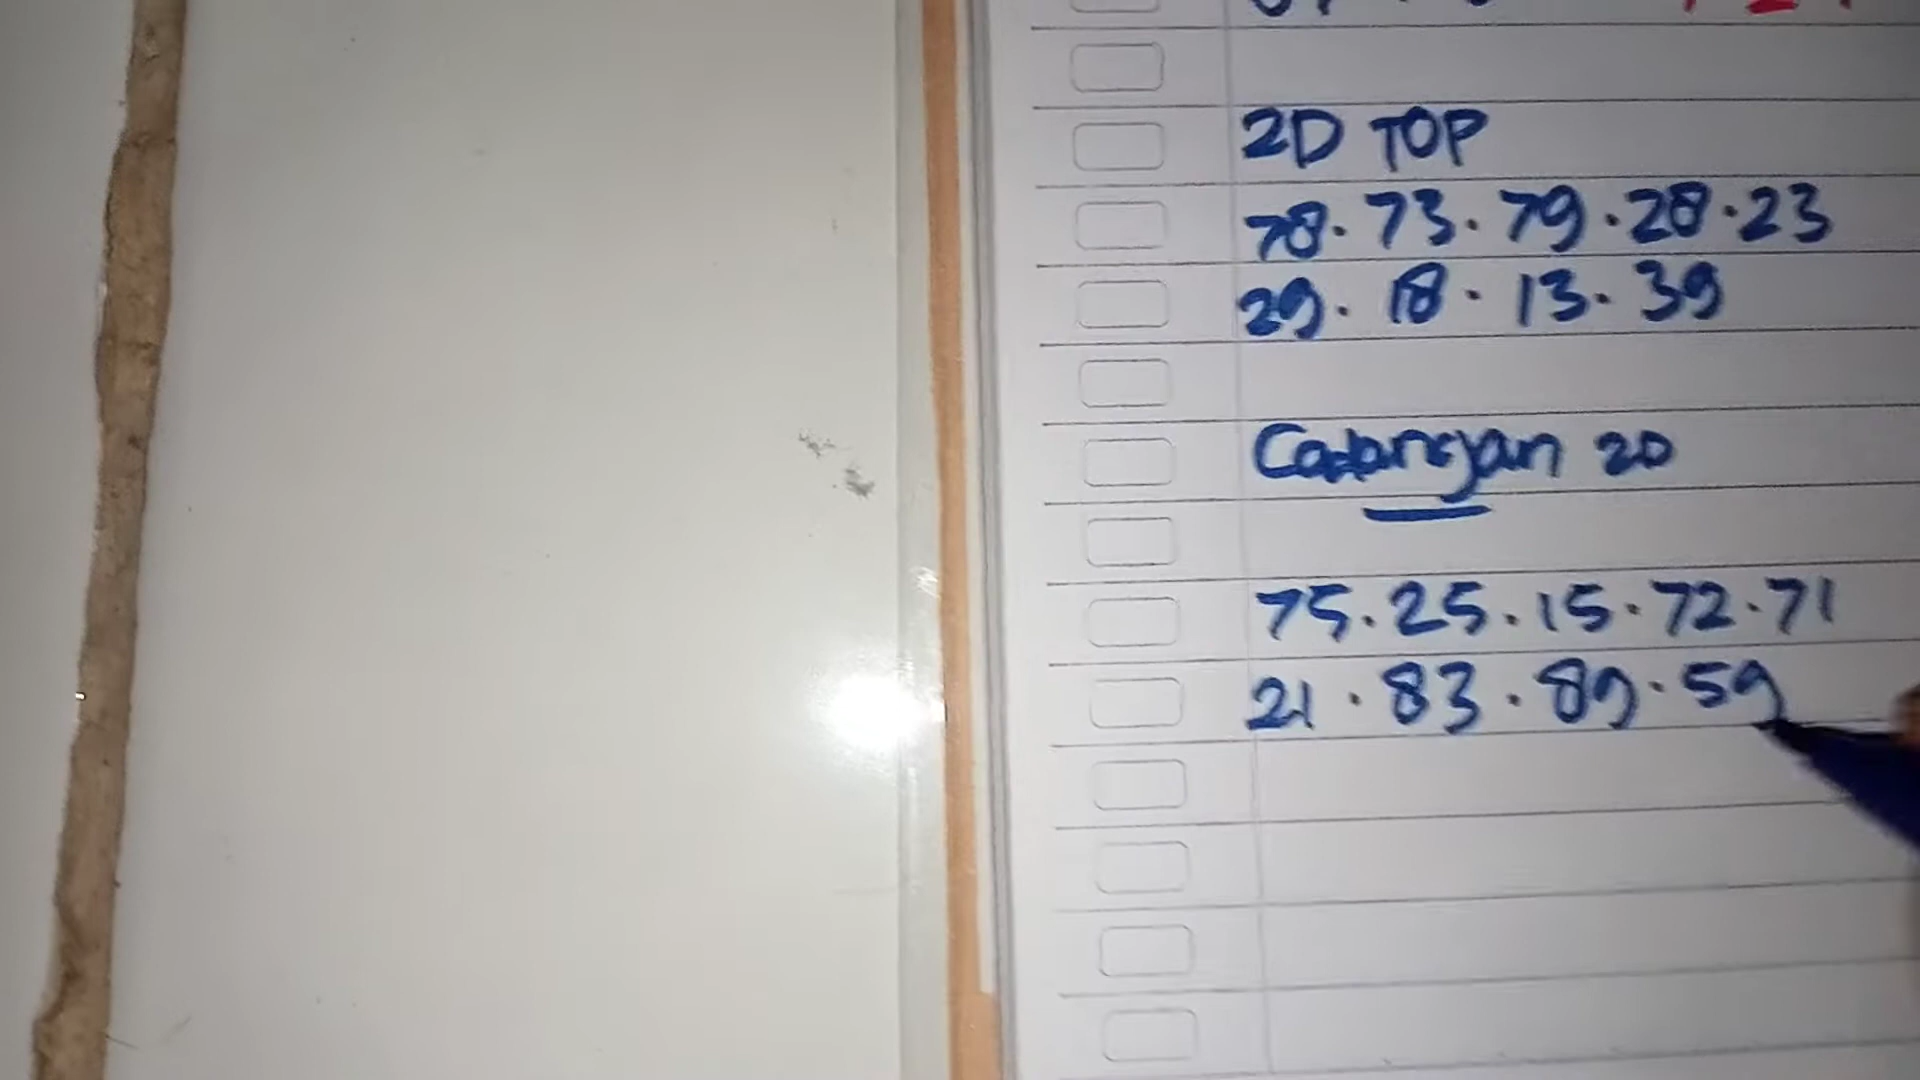 2D TOP
78. 73. 79. 28. 23
29. 18. 13. 39
Cadangan 2D
75. 25. 15. 72. 71
21. 83. 89. 59